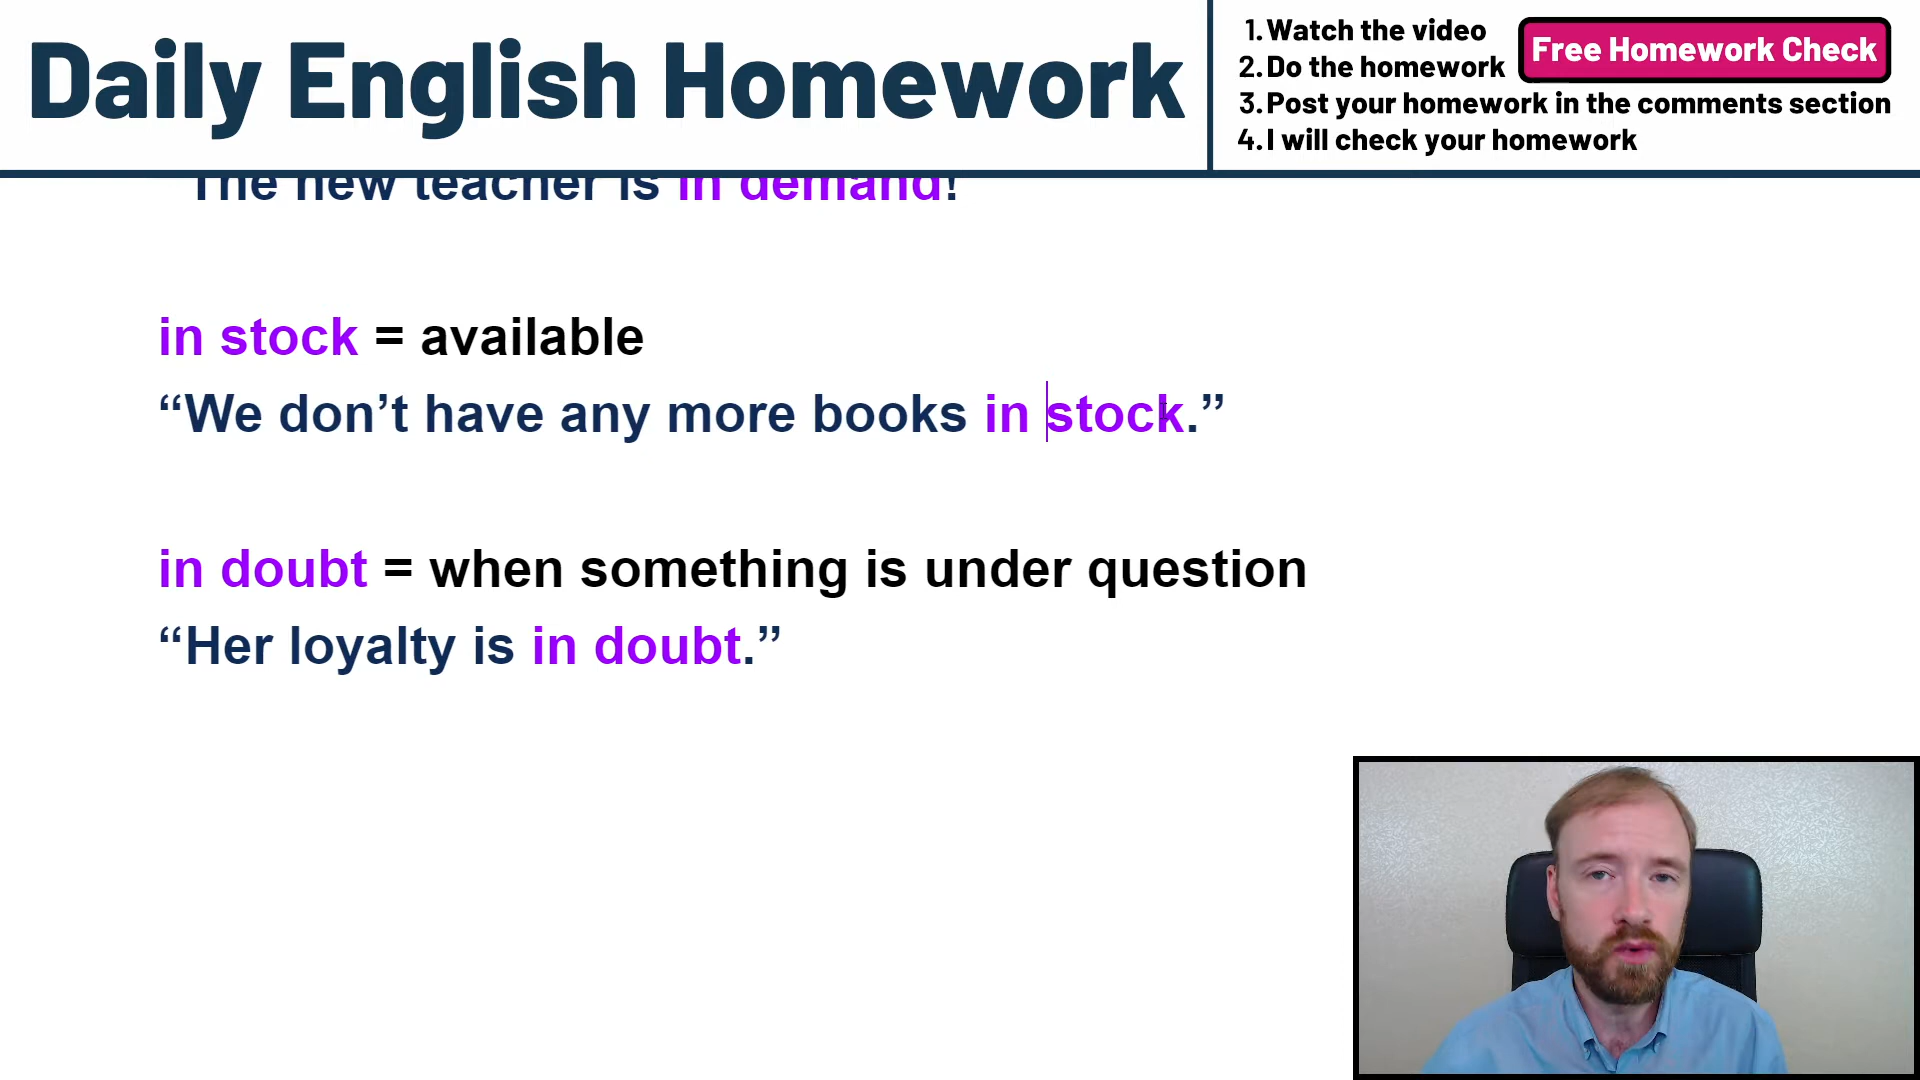 Daily English Homework
1. Watch the video
2. Do the homework
Free Homework Check
3. Post your homework in the comments section
4. I will check your homework
The new teacher is in demand!
in stock = available
“We don’t have any more books in stock.”
in doubt = when something is under question
“Her loyalty is in doubt.”